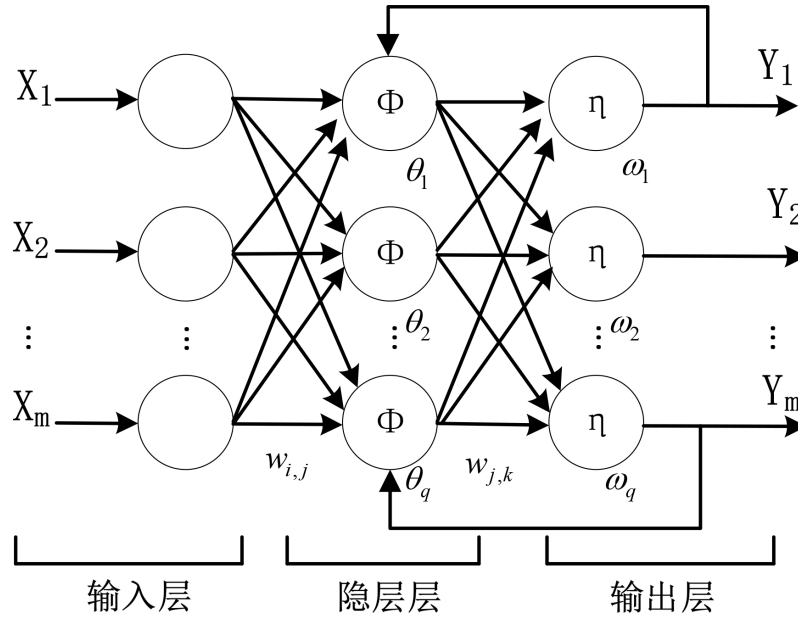 X1 Φ η Y1
θ1 ω1
X2 Φ η Y2
⋮ ⋮ ⋮ θ2 ⋮ ω2 ⋮
Xm Φ η Ym
wi,j θq wj,k ωq
输入层 隐层层 输出层